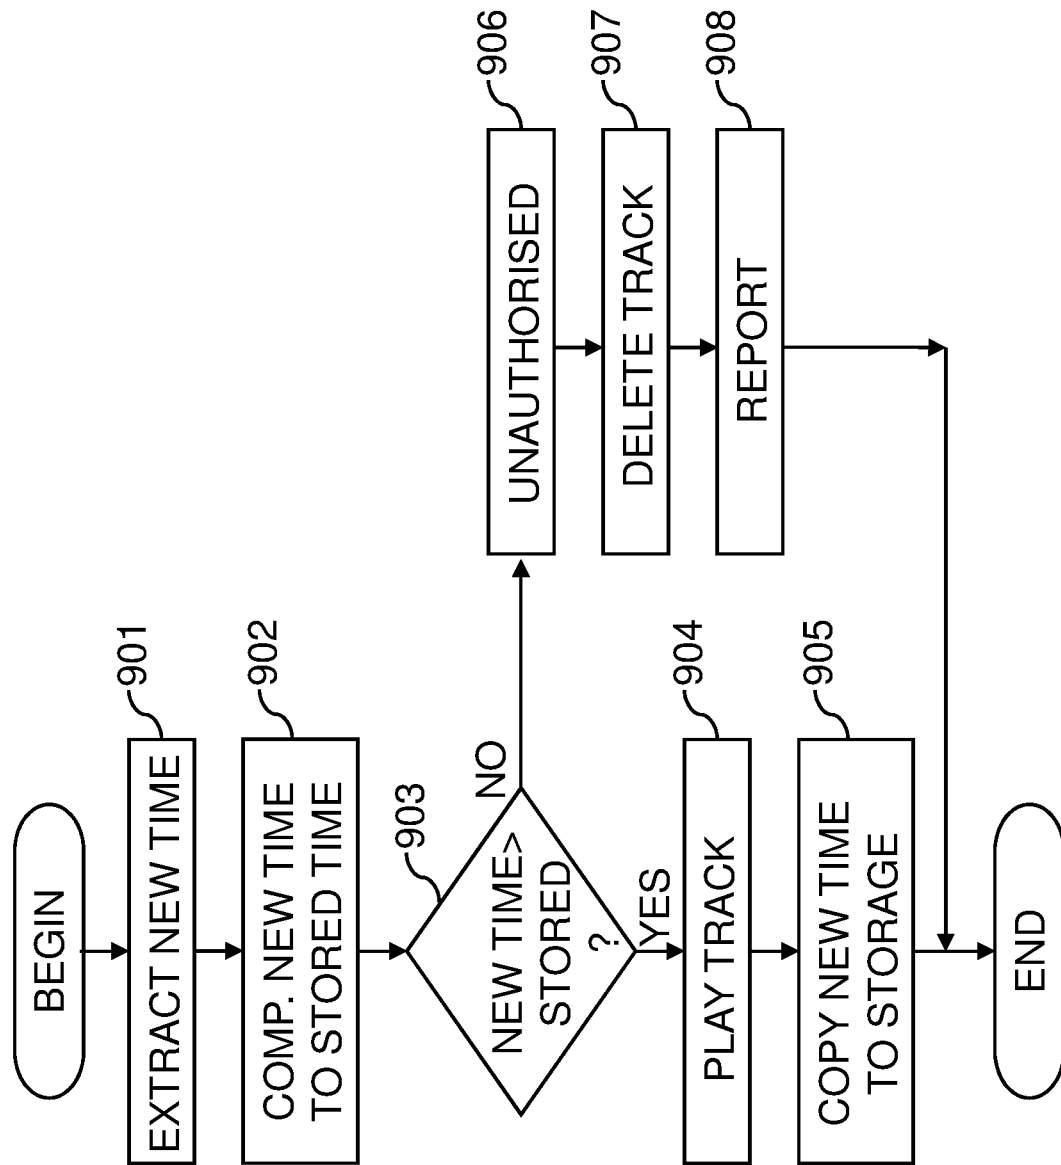 BEGIN
901
EXTRACT NEW TIME
902
COMP. NEW TIME
TO STORED TIME
903
NEW TIME>
STORED
?
NO
YES
904
PLAY TRACK
905
COPY NEW TIME
TO STORAGE
906
UNAUTHORISED
907
DELETE TRACK
908
REPORT
END